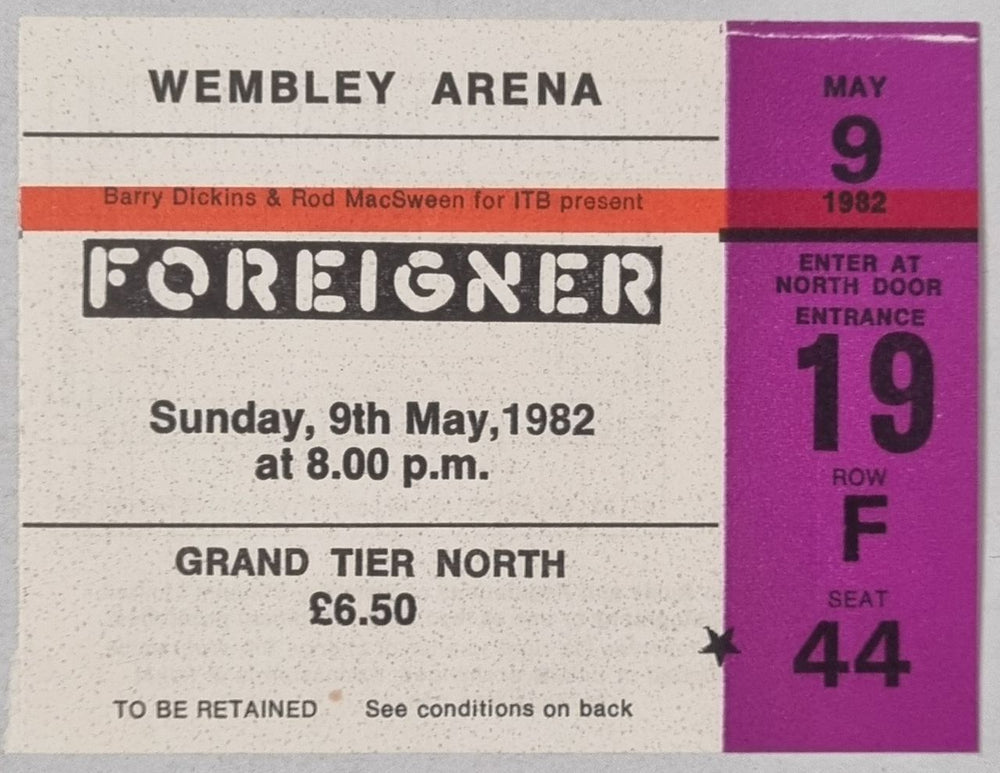 WEMBLEY ARENA
Barry Dickins & Rod MacSween for ITB present
FOREIGNER
Sunday, 9th May,1982
at 8.00 p.m.
GRAND TIER NORTH
£6.50
TO BE RETAINED See conditions on back
MAY
9
1982
ENTER AT
NORTH DOOR
ENTRANCE
19
ROW
F
SEAT
44